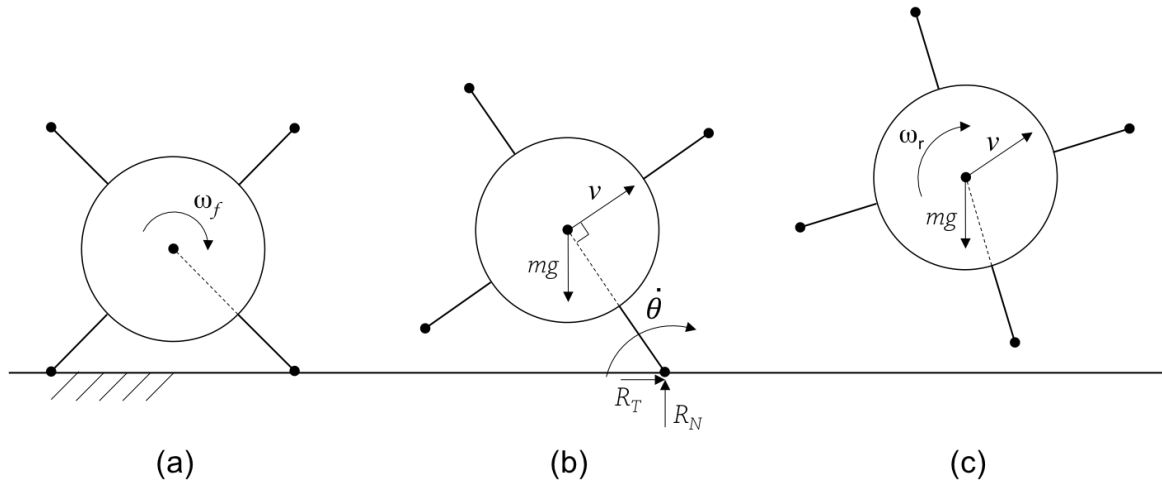 ω_f
v
mg
θ̇
R_T
R_N
ω_r
v
mg
(a)
(b)
(c)